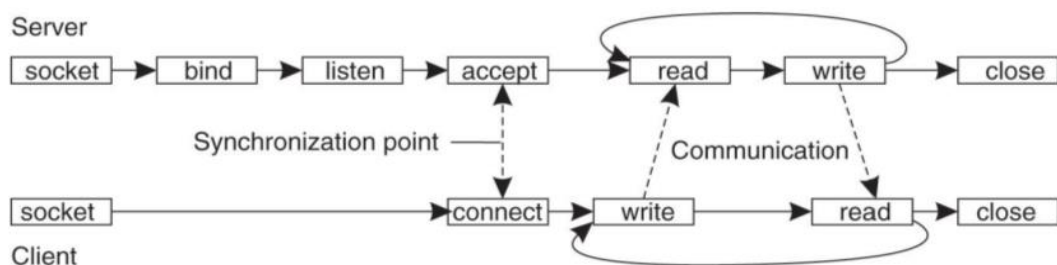 Server
socket bind listen accept read write close
Synchronization point
Communication
socket connect write read close
Client